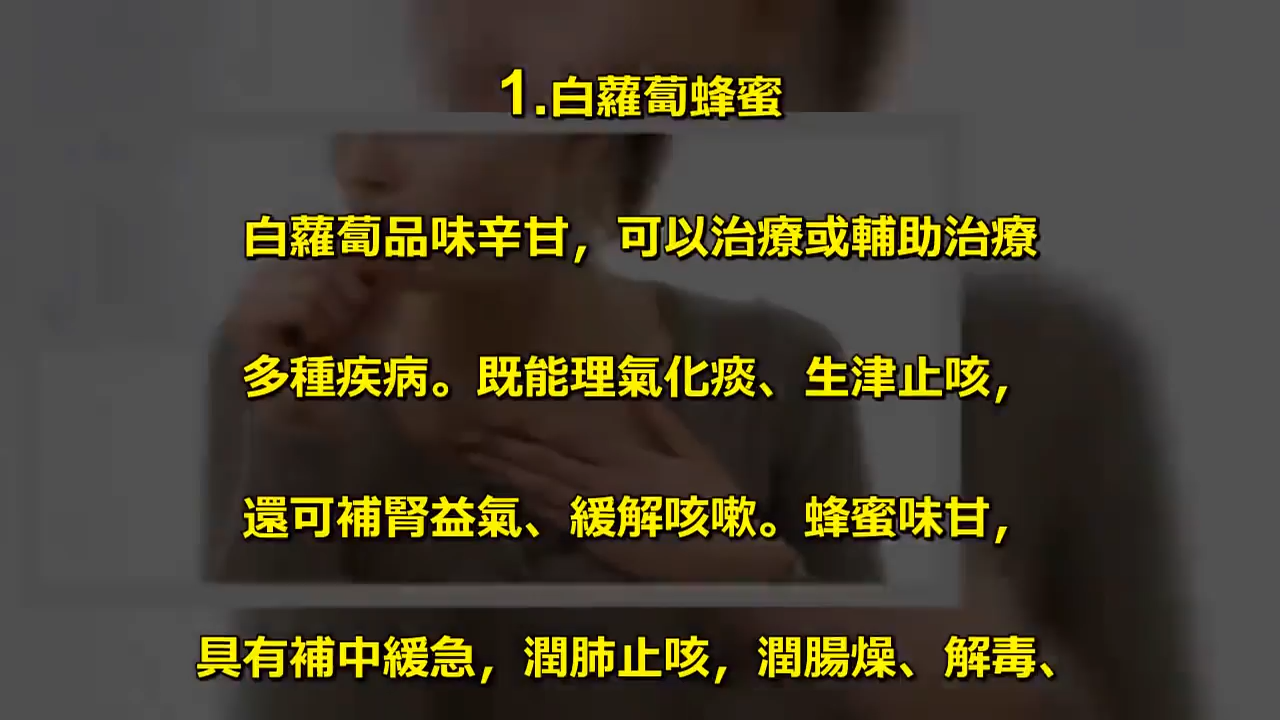 1.白蘿蔔蜂蜜
白蘿蔔品味辛甘，可以治療或輔助治療
多種疾病。既能理氣化痰、生津止咳，
還可補腎益氣、緩解咳嗽。蜂蜜味甘，
具有補中緩急，潤肺止咳，潤腸燥、解毒、